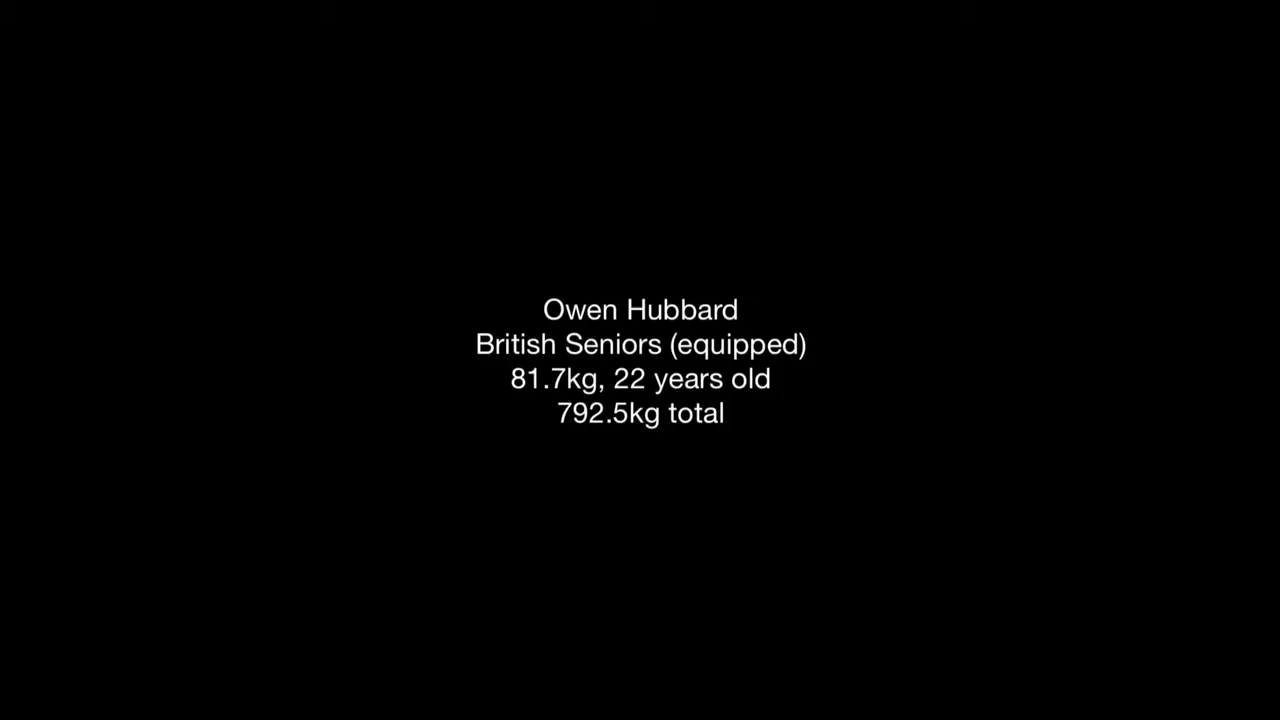 Owen Hubbard
British Seniors (equipped)
81.7kg, 22 years old
792.5kg total